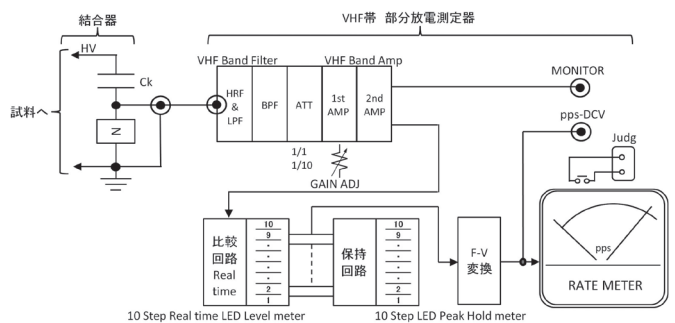 結合器
VHF帯 部分放電測定器
HV
Ck
試料へ
N
VHF Band Filter
VHF Band Amp
HRF
&
LPF
BPF
ATT
1st
AMP
2nd
AMP
1/1
1/10
GAIN ADJ
MONITOR
pps-DCV
Judg
比較
回路
Real
time
10
9
2
1
保持
回路
10
9
2
1
F-V
変換
pps
RATE METER
10 Step Real time LED Level meter
10 Step LED Peak Hold meter